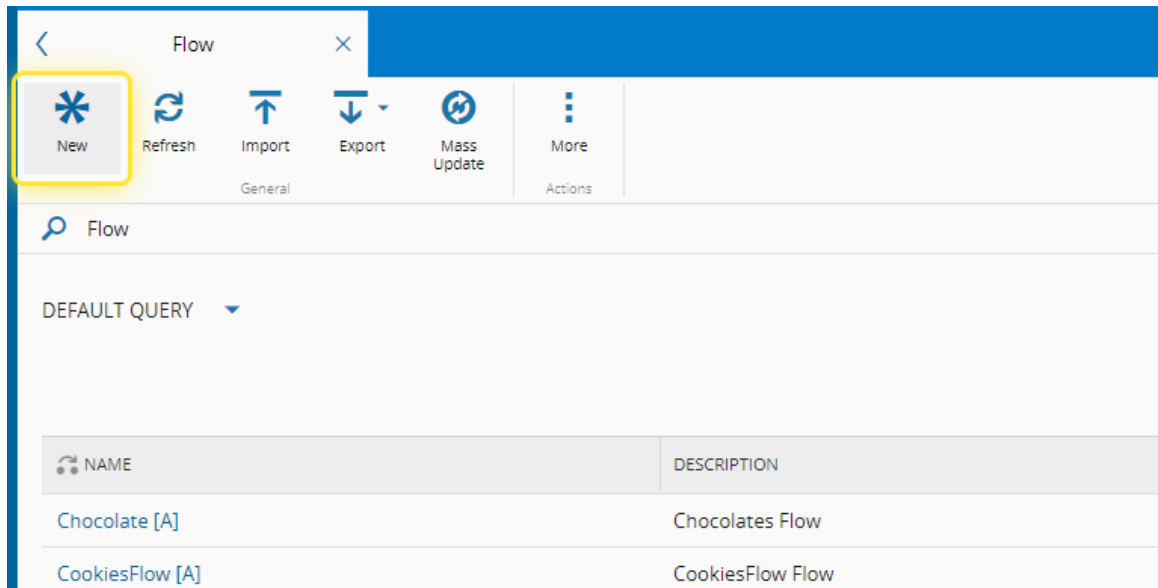 Flow
New Refresh Import Export Mass Update More
General Actions
Flow
DEFAULT QUERY
NAME DESCRIPTION
Chocolate [A] Chocolates Flow
CookiesFlow [A] CookiesFlow Flow